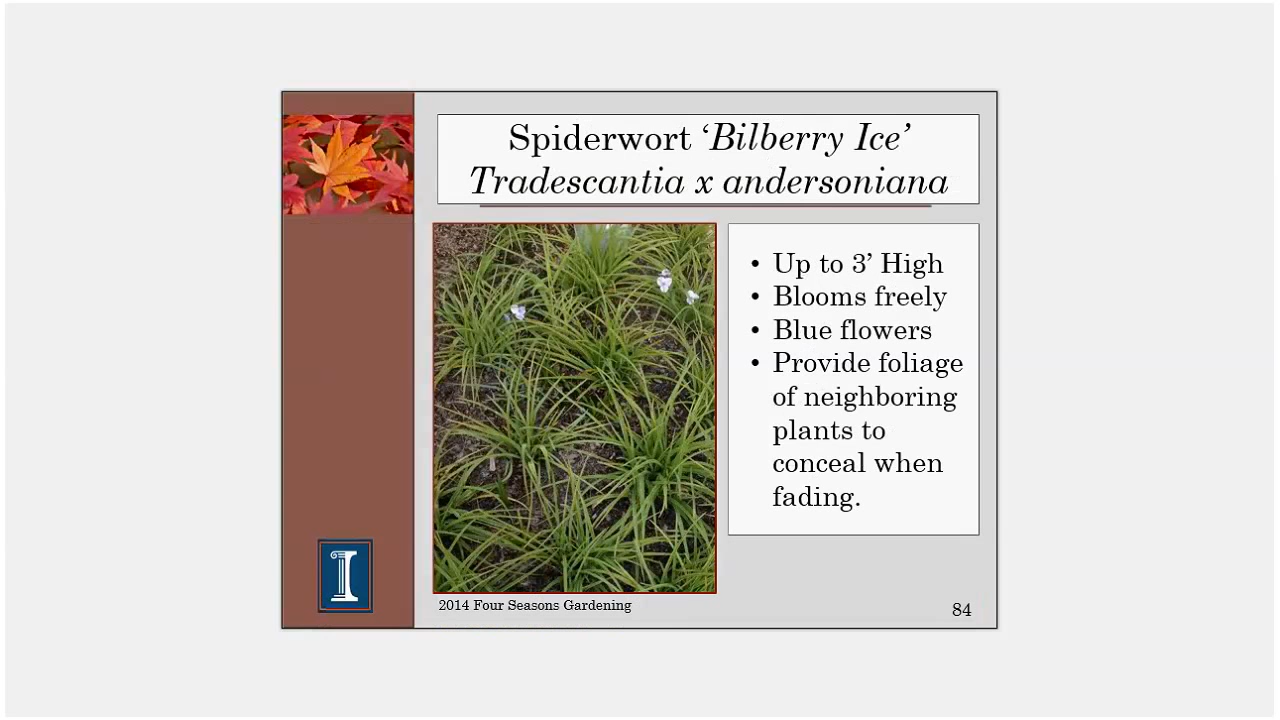 Spiderwort ‘Bilberry Ice’
Tradescantia x andersoniana
• Up to 3’ High
• Blooms freely
• Blue flowers
• Provide foliage
of neighboring
plants to
conceal when
fading.
I
2014 Four Seasons Gardening
84